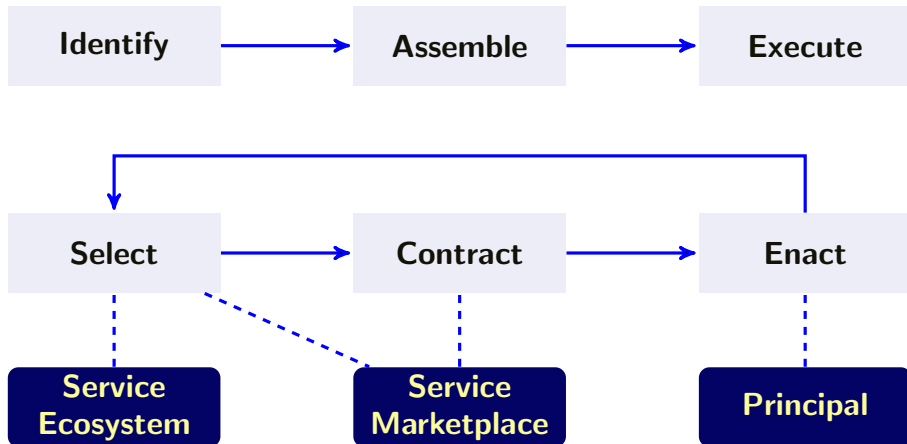 Identify
Assemble
Execute
Select
Contract
Enact
Service
Ecosystem
Service
Marketplace
Principal